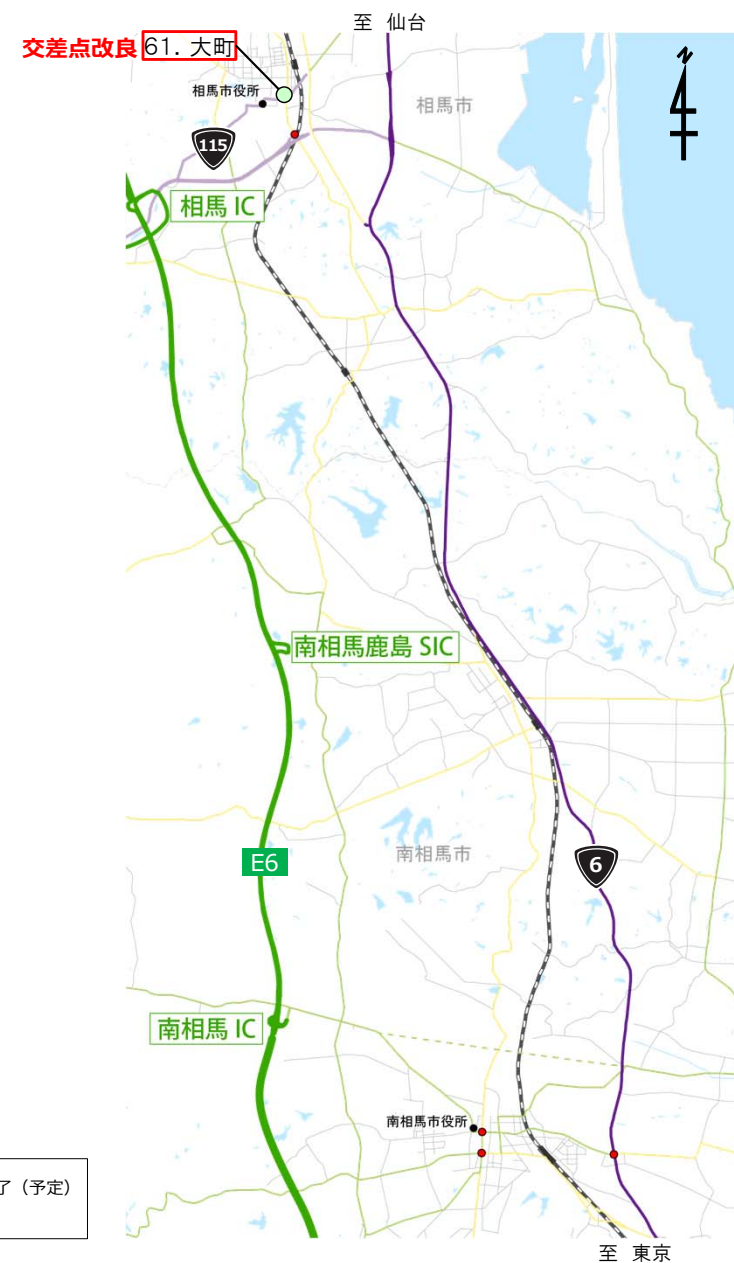 至 仙台
交差点改良 61. 大町
相馬市役所
相馬市
115
相馬 IC
南相馬鹿島 SIC
南相馬市
E6
6
南相馬 IC
南相馬市役所
了（予定）
至 東京